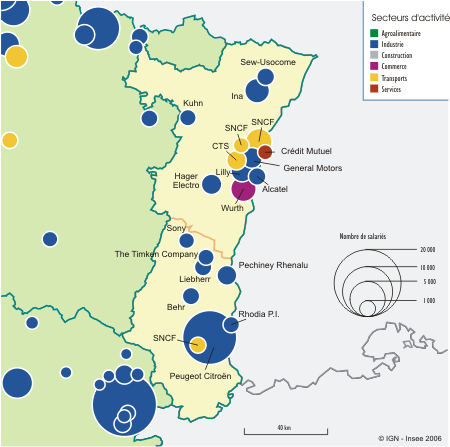 Secteurs d'activité
Agroalimentaire
Industrie
Construction
Commerce
Transports
Services
Sew-Usocome
Ina
Kuhn
SNCF
SNCF
CTS
Crédit Mutuel
General Motors
Lilly
Hager
Electro
Alcatel
Wurth
Sony
The Timken Company
Pechiney Rhenalu
Liebherr
Behr
Rhodia P.I.
SNCF
Peugeot Citroën
Nombre de salariés
20 000
10 000
5 000
1 000
40 km
© IGN - Insee 2006